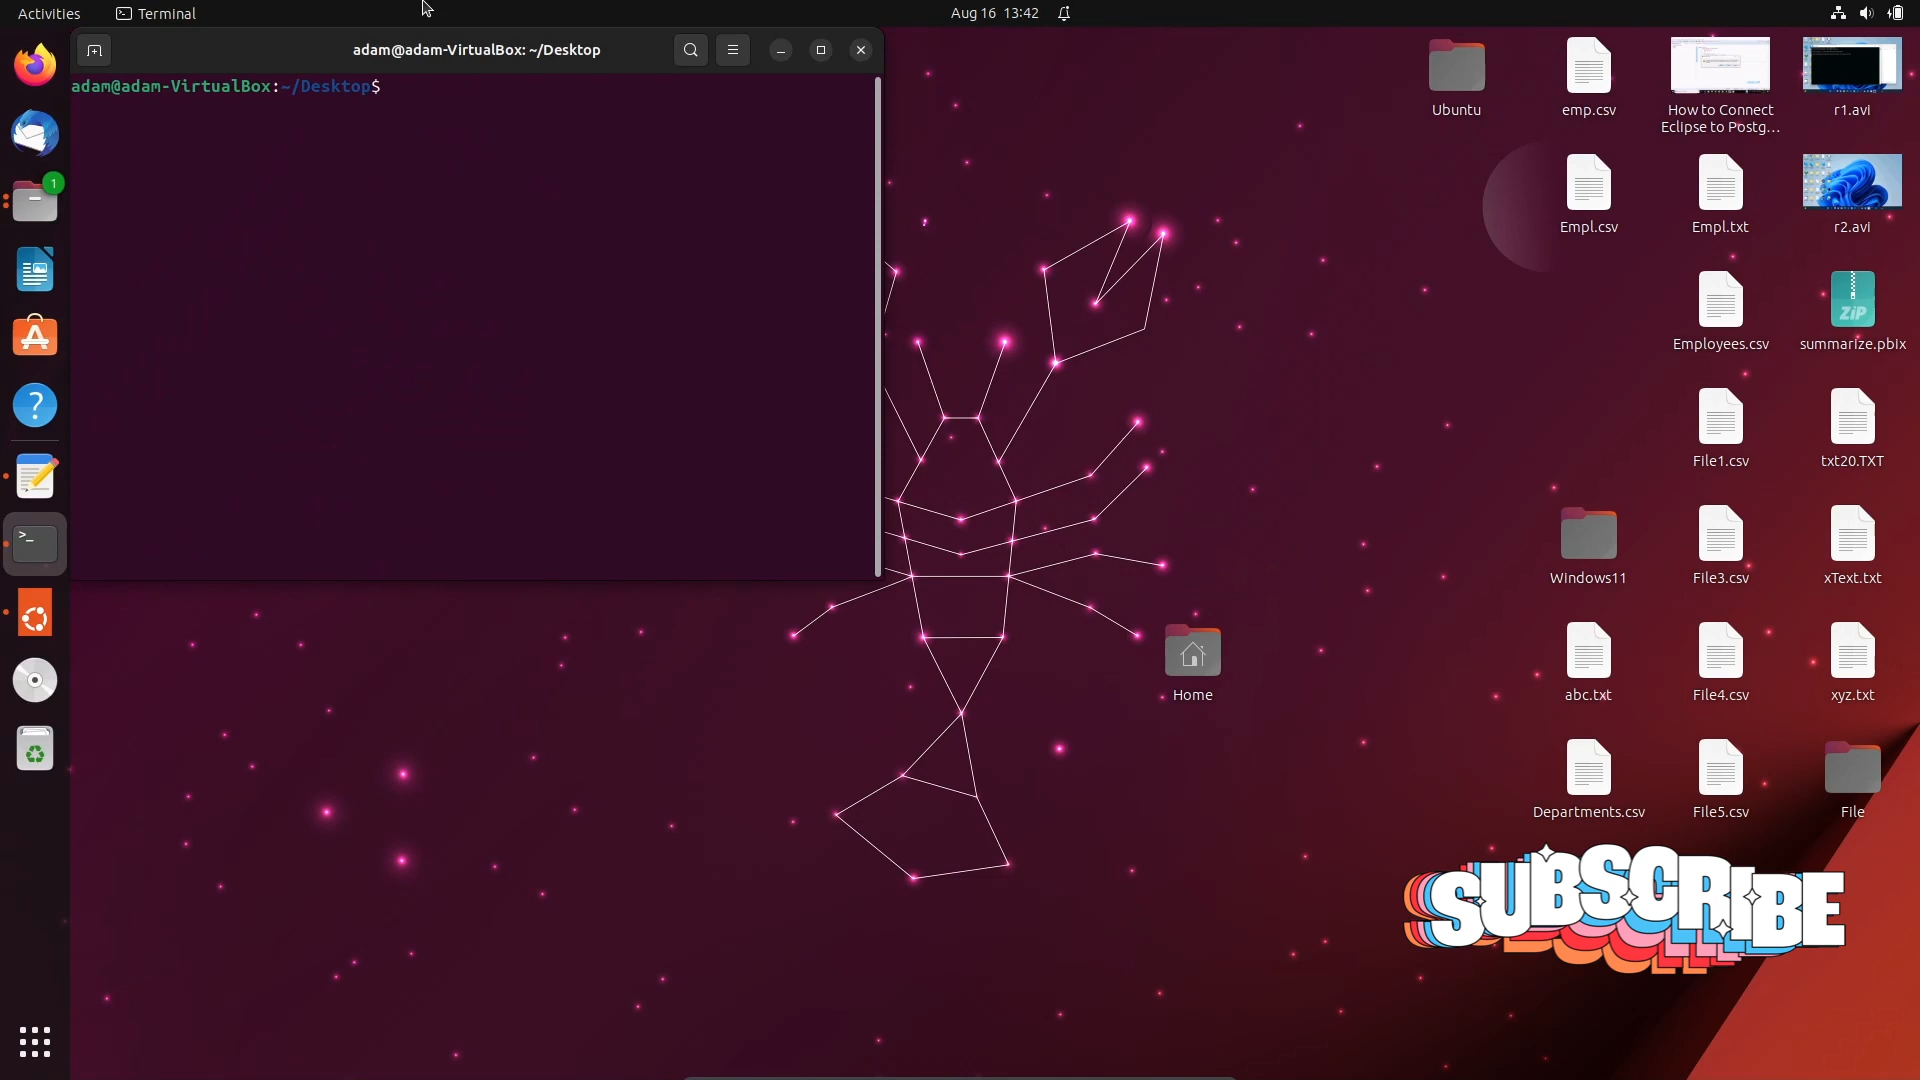 Activities
Terminal
Aug 16 13:42
adam@adam-VirtualBox: ~/Desktop
adam@adam-VirtualBox:~/Desktop$
1
?
>_
Ubuntu
emp.csv
How to Connect
Eclipse to Postg...
r1.avi
Empl.csv
Empl.txt
r2.avi
Employees.csv
ZIP
summarize.pbix
File1.csv
txt20.TXT
Windows11
File3.csv
xText.txt
Home
abc.txt
File4.csv
xyz.txt
Departments.csv
File5.csv
File
SUBSCRIBE